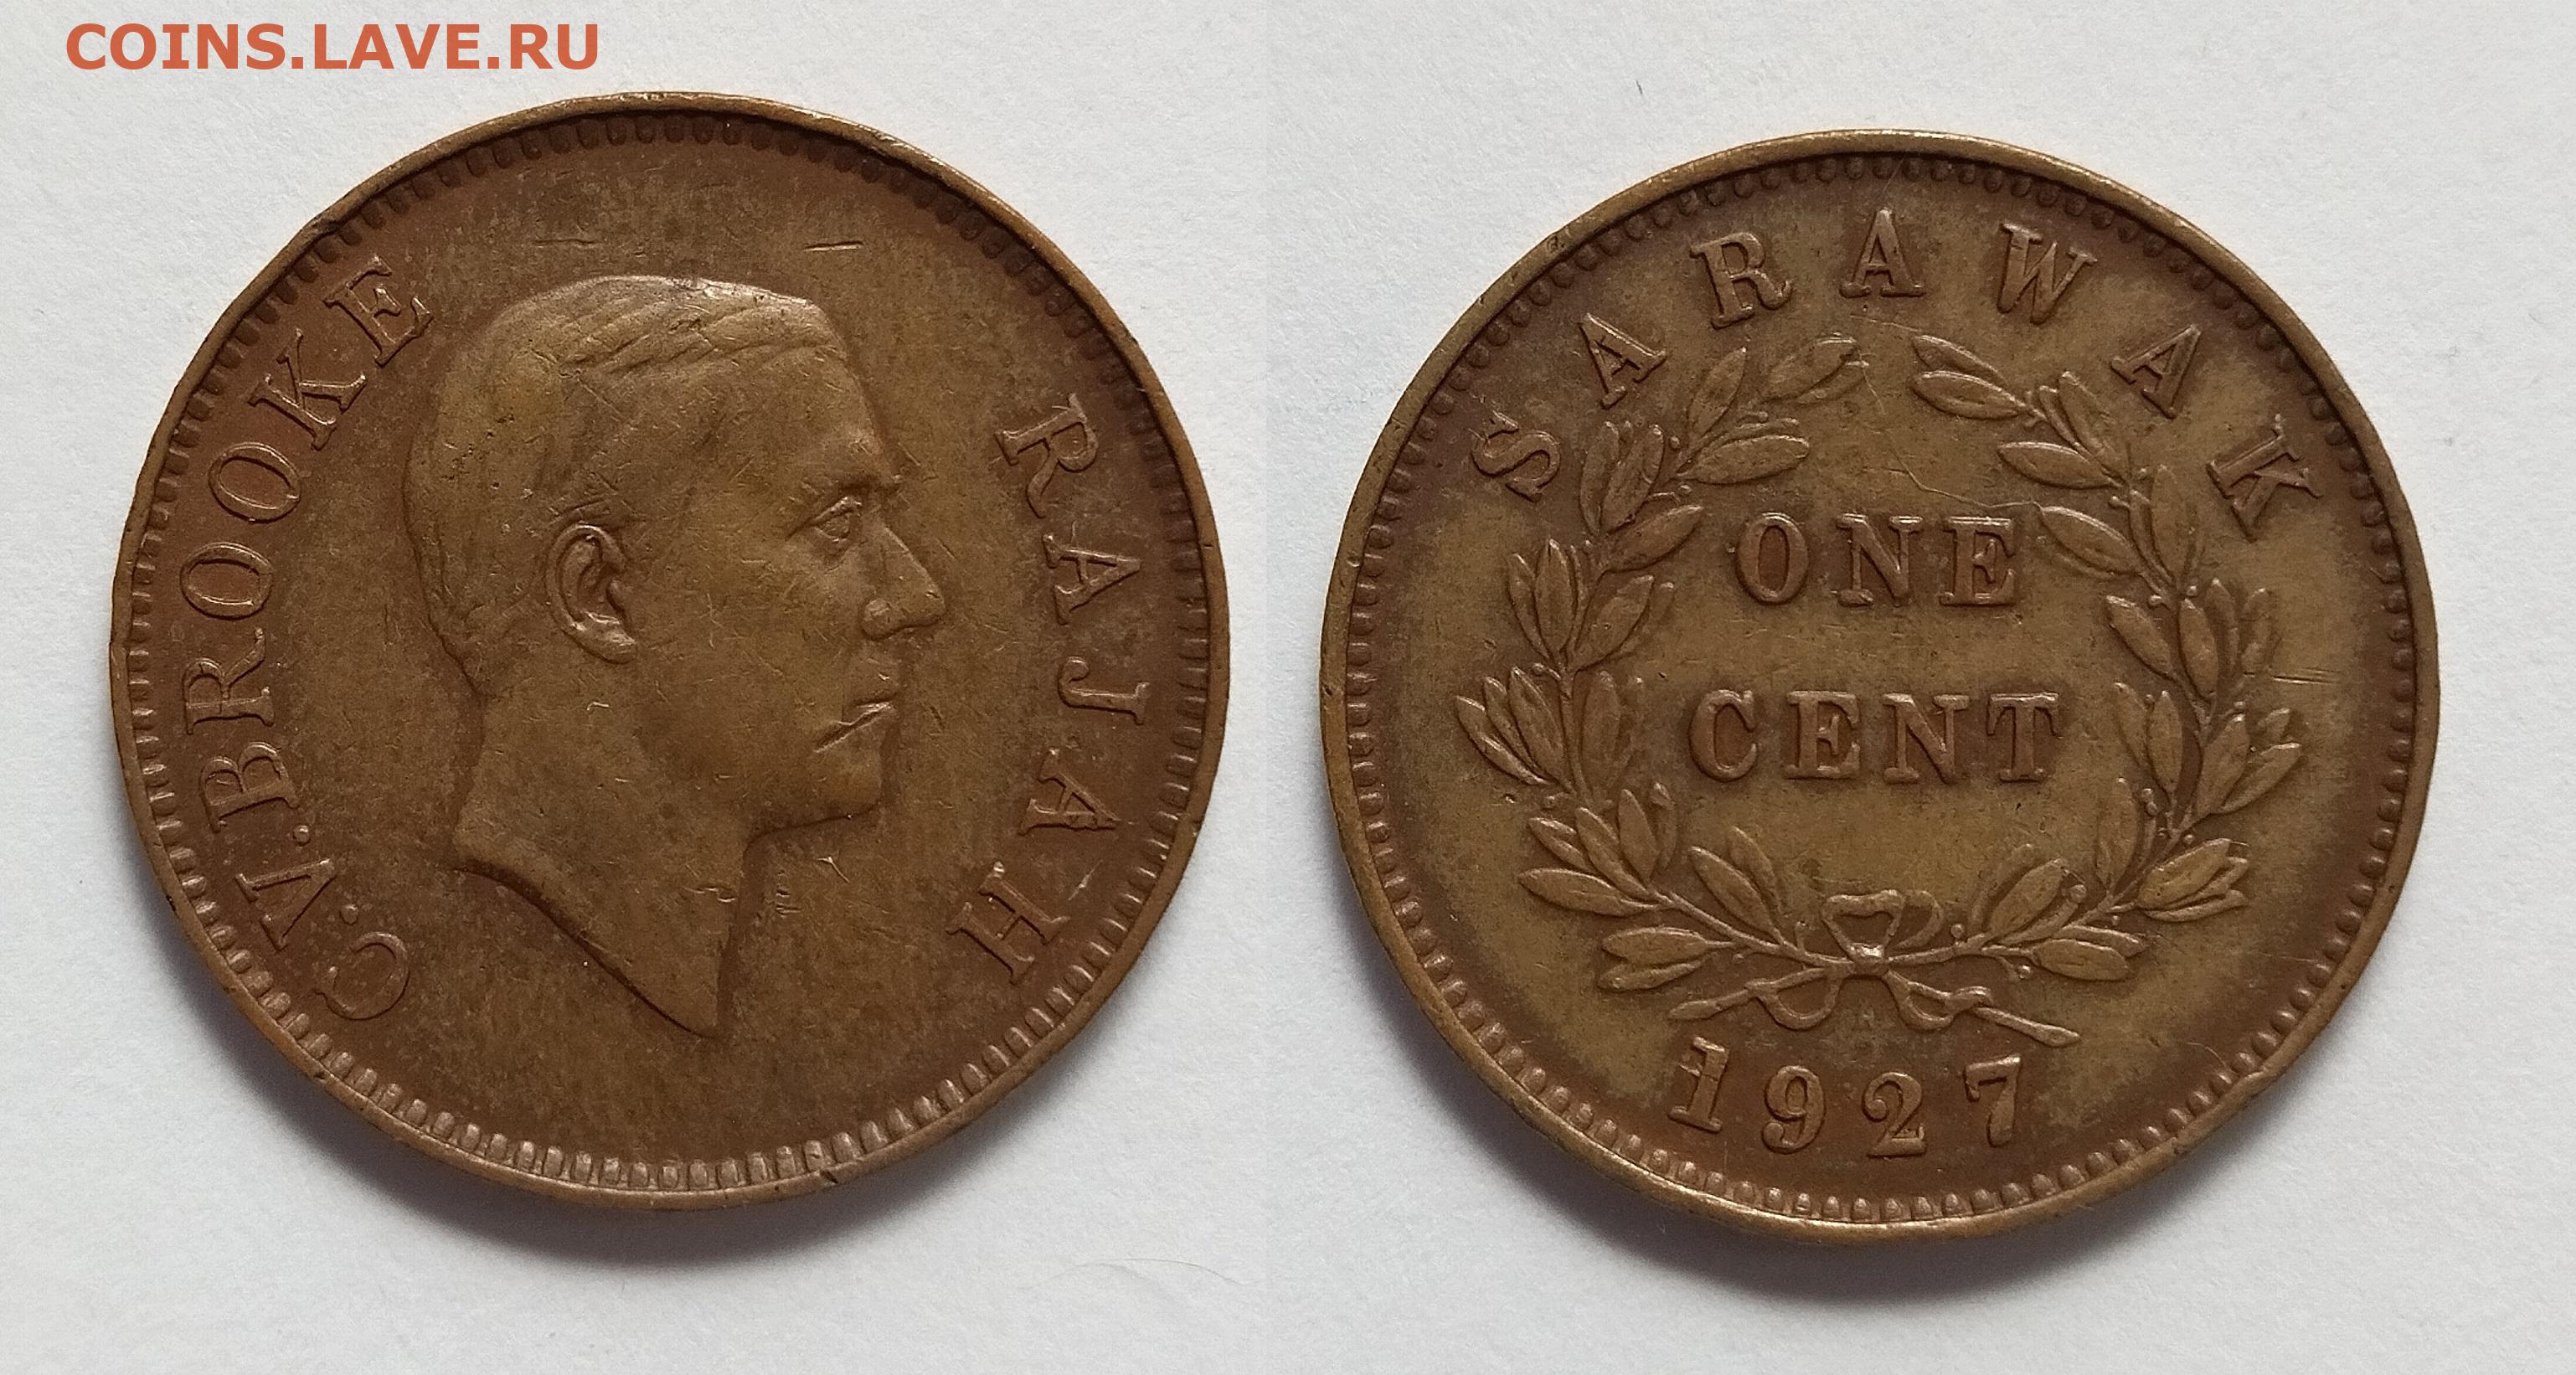 COINS.LAVE.RU
C.V.BROOKE RAJAH
SARAWAK
ONE
CENT
1927